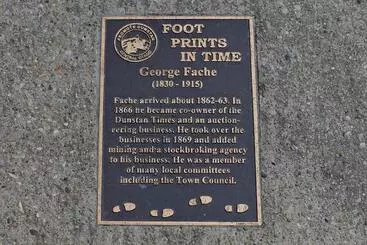 PROMOTE DUNSTAN
FOOT
PRINTS
IN TIME
George Fache
(1830 - 1915)
Fache arrived about 1862-63. In
1866 he became co-owner of the
Dunstan Times and an auction-
eering business. He took over the
businesses in 1869 and added
mining and a stockbroking agency
to his business. He was a member
of many local committees
including the Town Council.